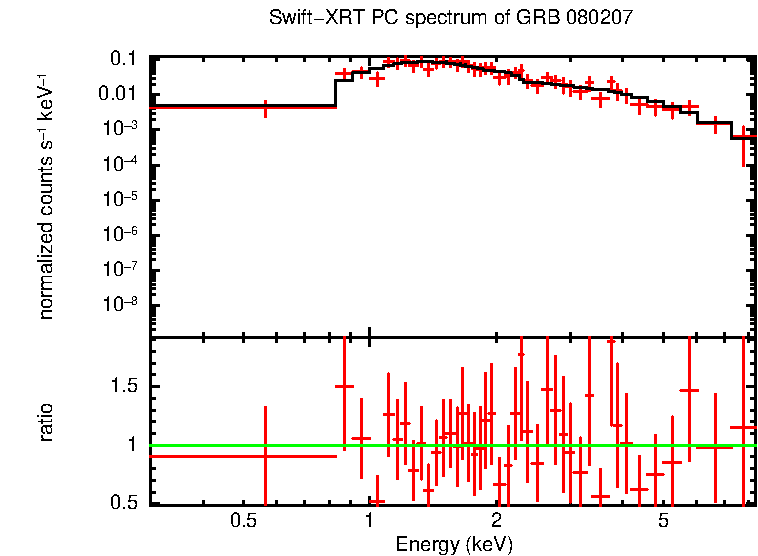 Swift−XRT PC spectrum of GRB 080207
normalized counts s⁻¹ keV⁻¹
0.1
0.01
10⁻³
10⁻⁴
10⁻⁵
10⁻⁶
10⁻⁷
10⁻⁸
ratio
1.5
1
0.5
0.5 1 2 5
Energy (keV)